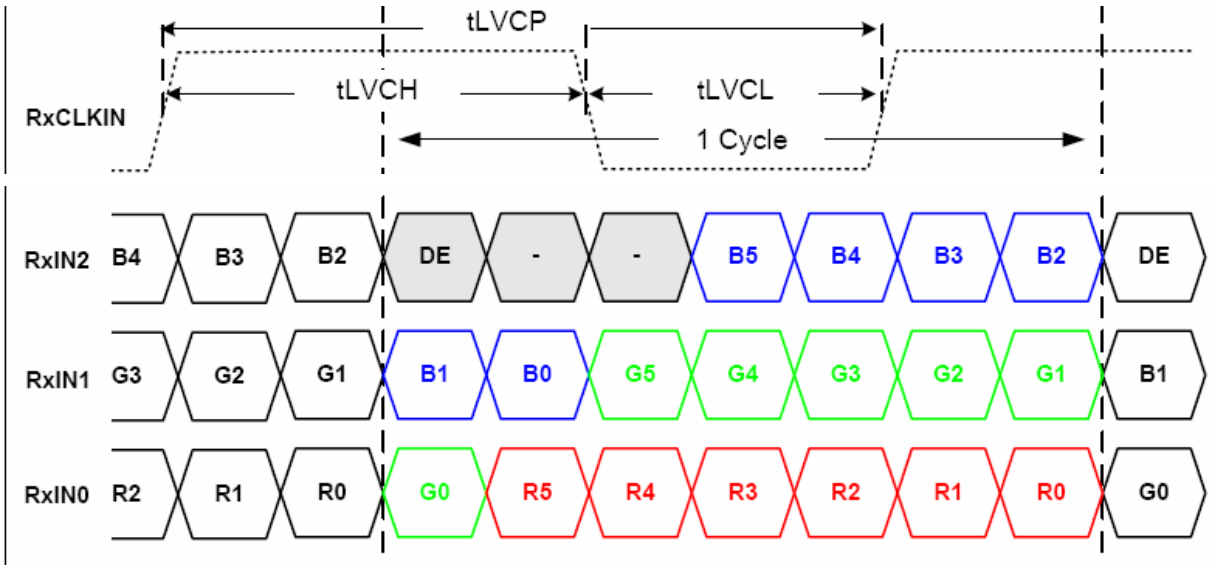 tLVCP
tLVCH tLVCL
RxCLKIN
1 Cycle
RxIN2 B4 B3 B2 DE - - B5 B4 B3 B2 DE
RxIN1 G3 G2 G1 B1 B0 G5 G4 G3 G2 G1 B1
RxIN0 R2 R1 R0 G0 R5 R4 R3 R2 R1 R0 G0